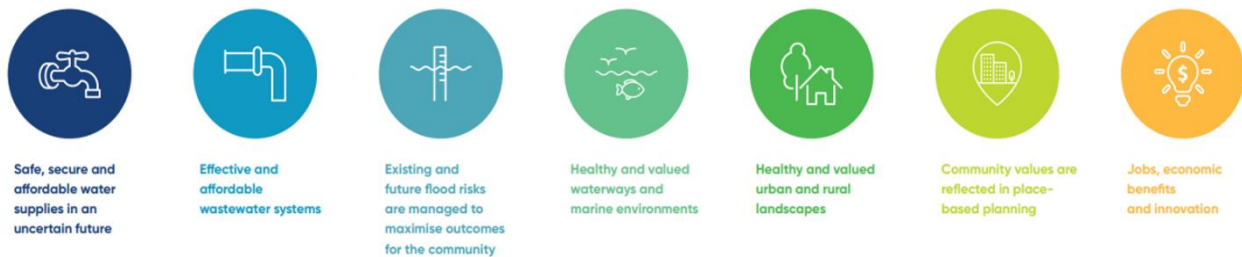 Safe, secure and
affordable water
supplies in an
uncertain future
Effective and
affordable
wastewater systems
Existing and
future flood risks
are managed to
maximise outcomes
for the community
Healthy and valued
waterways and
marine environments
Healthy and valued
urban and rural
landscapes
Community values are
reflected in place-
based planning
$
Jobs, economic
benefits
and innovation